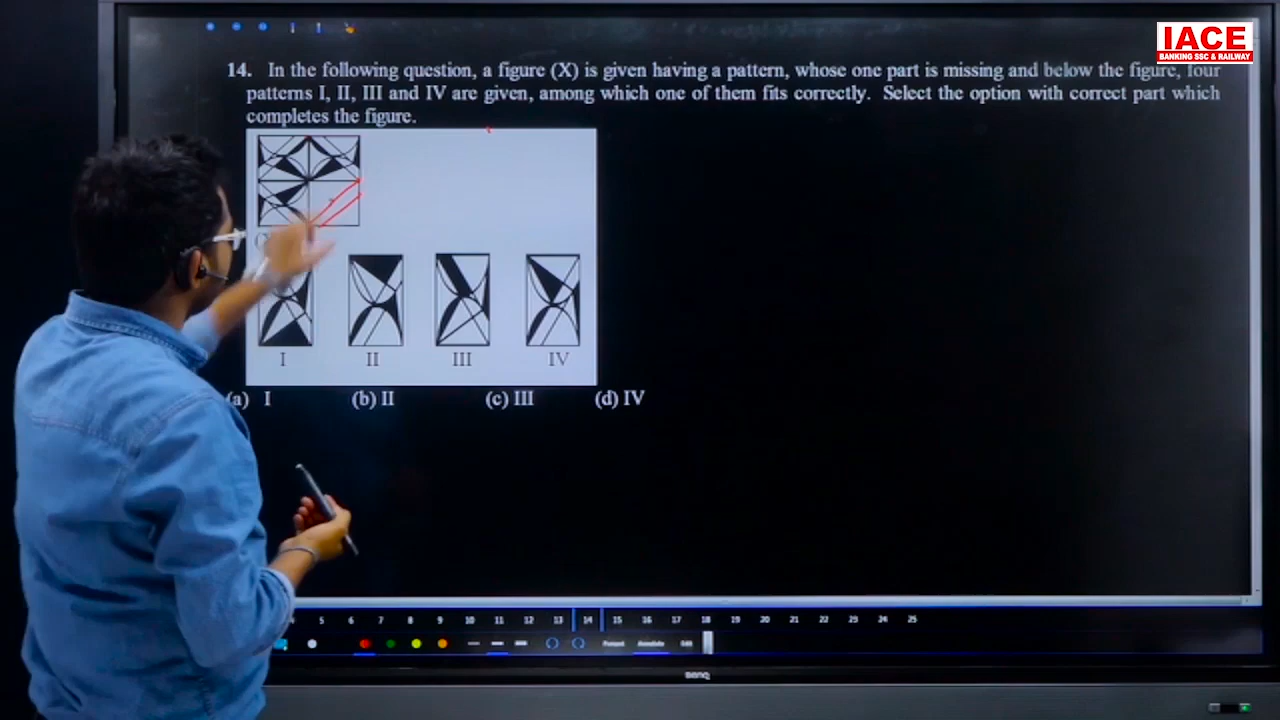 IACE
BANKING SSC & RAILWAY
14. In the following question, a figure (X) is given having a pattern, whose one part is missing and below the figure, four
patterns I, II, III and IV are given, among which one of them fits correctly. Select the option with correct part which
completes the figure.
I II III IV
(a) I (b) II (c) III (d) IV
5 6 7 8 9 10 11 12 13 14 15 16 17 18 19 20 21 22 23 24 25
BenQ